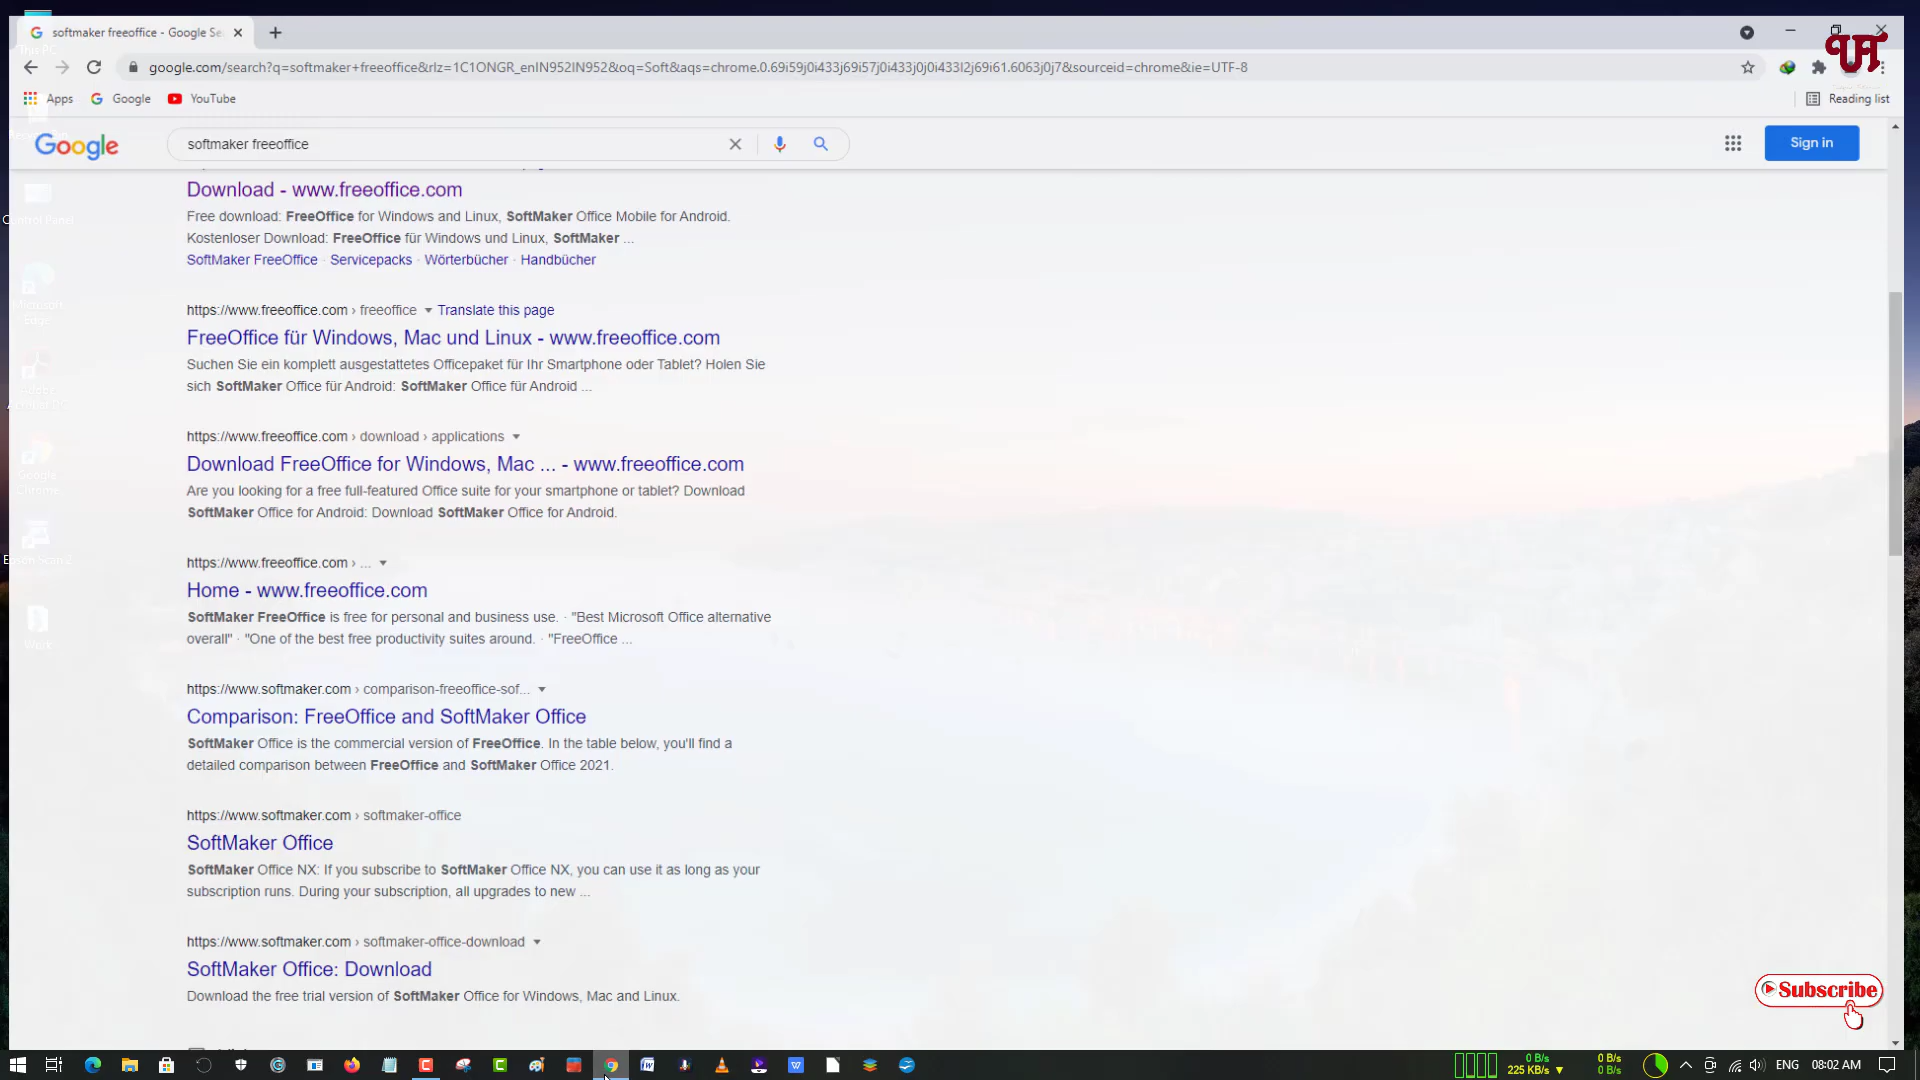 softmaker freeoffice - Google Se
google.com/search?q=softmaker+freeoffice&rlz=1C1ONGR_enIN952IN952&oq=Soft&aqs=chrome.0.69i59j0i433j69i57j0i433j0j0i433l2j69i61.6063j0j7&sourceid=chrome&ie=UTF-8
UT
Apps Google YouTube
Reading list
Google
softmaker freeoffice
Sign in
Download - www.freeoffice.com
Free download: FreeOffice for Windows and Linux, SoftMaker Office Mobile for Android.
Kostenloser Download: FreeOffice für Windows und Linux, SoftMaker ...
SoftMaker FreeOffice · Servicepacks · Wörterbücher · Handbücher
https://www.freeoffice.com › freeoffice Translate this page
FreeOffice für Windows, Mac und Linux - www.freeoffice.com
Suchen Sie ein komplett ausgestattetes Officepaket für Ihr Smartphone oder Tablet? Holen Sie
sich SoftMaker Office für Android: SoftMaker Office für Android ...
https://www.freeoffice.com › download › applications
Download FreeOffice for Windows, Mac ... - www.freeoffice.com
Are you looking for a free full-featured Office suite for your smartphone or tablet? Download
SoftMaker Office for Android: Download SoftMaker Office for Android.
https://www.freeoffice.com › ...
Home - www.freeoffice.com
SoftMaker FreeOffice is free for personal and business use. · "Best Microsoft Office alternative
overall" · "One of the best free productivity suites around. · "FreeOffice ...
https://www.softmaker.com › comparison-freeoffice-sof...
Comparison: FreeOffice and SoftMaker Office
SoftMaker Office is the commercial version of FreeOffice. In the table below, you'll find a
detailed comparison between FreeOffice and SoftMaker Office 2021.
https://www.softmaker.com › softmaker-office
SoftMaker Office
SoftMaker Office NX: If you subscribe to SoftMaker Office NX, you can use it as long as your
subscription runs. During your subscription, all upgrades to new ...
https://www.softmaker.com › softmaker-office-download
SoftMaker Office: Download
Download the free trial version of SoftMaker Office for Windows, Mac and Linux.
This PC
Control Panel
Microsoft
Edge
Google
Chrome
Epson Scan 2
Work
Subscribe
0 B/s
225 KB/s
0 B/s
0 B/s
ENG
08:02 AM